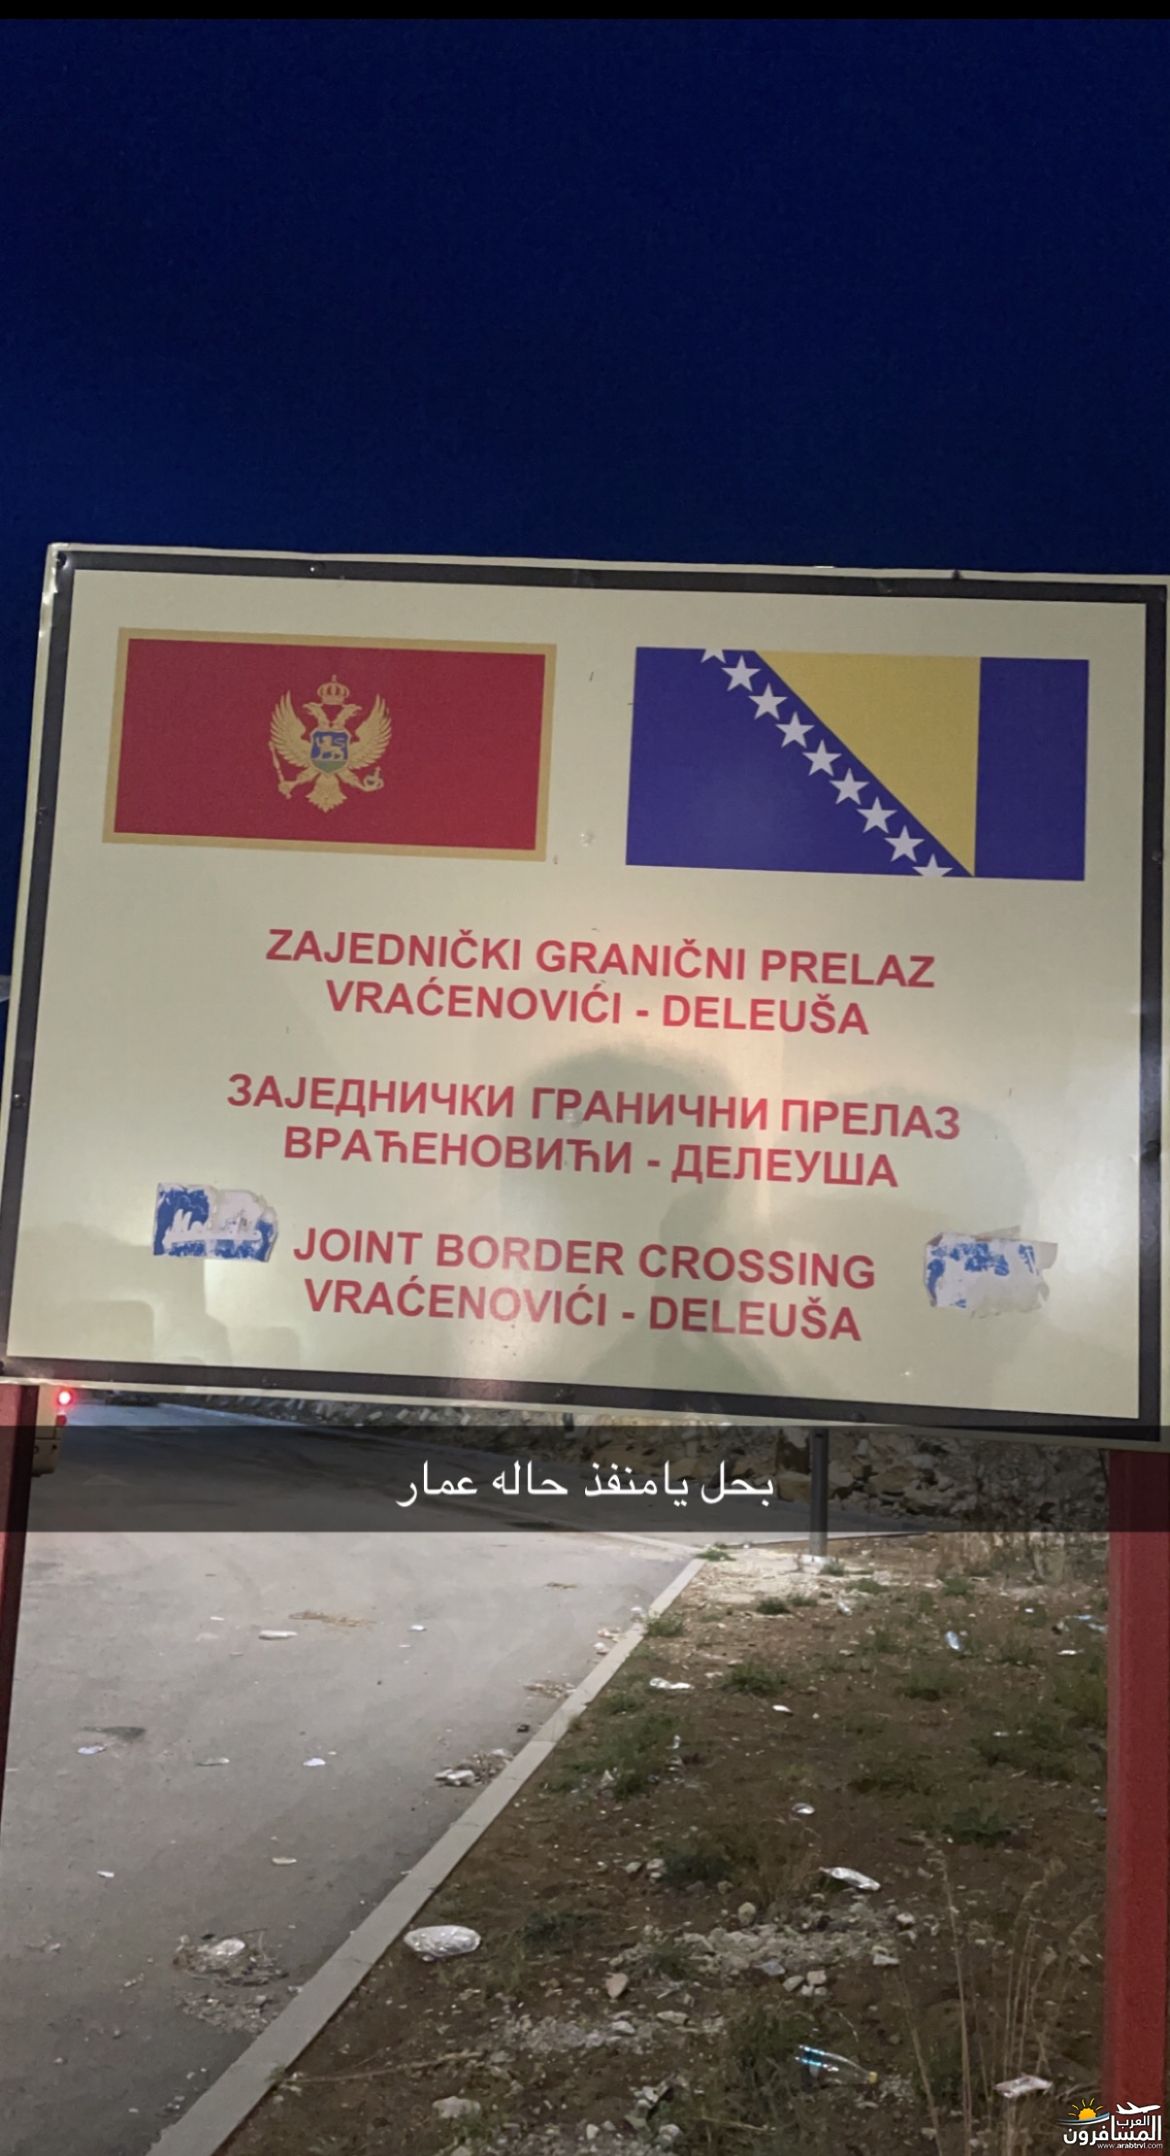 ZAJEDNIČKI GRANIČNI PRELAZ
VRAĆENOVIĆI - DELEUŠA
ЗАЈЕДНИЧКИ ГРАНИЧНИ ПРЕЛАЗ
ВРАЋЕНОВИЋИ - ДЕЛЕУША
JOINT BORDER CROSSING
VRAĆENOVIĆI - DELEUŠA
بحل يامنفذ حاله عمار
العرب
المسافرون
www.arabtrvl.com